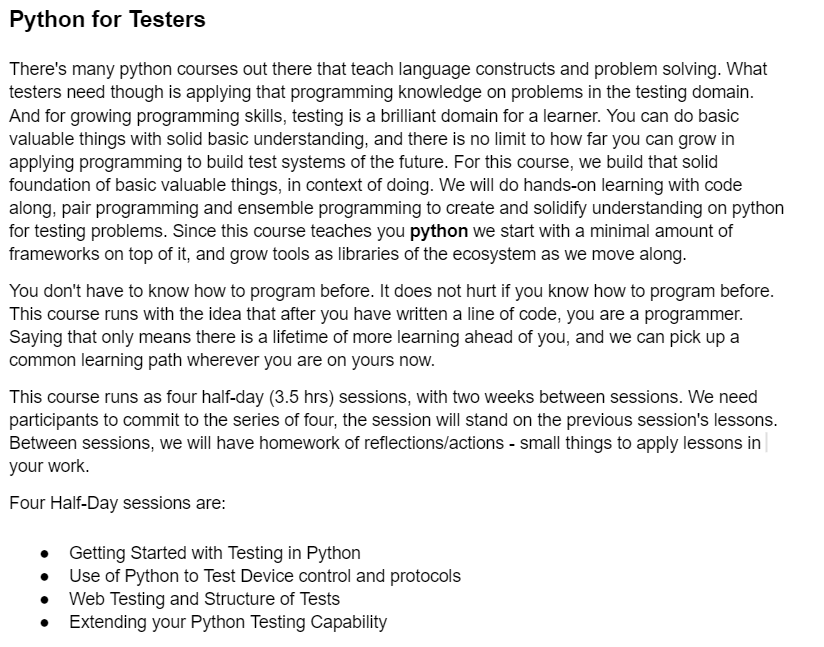 Python for Testers
There's many python courses out there that teach language constructs and problem solving. What
testers need though is applying that programming knowledge on problems in the testing domain.
And for growing programming skills, testing is a brilliant domain for a learner. You can do basic
valuable things with solid basic understanding, and there is no limit to how far you can grow in
applying programming to build test systems of the future. For this course, we build that solid
foundation of basic valuable things, in context of doing. We will do hands-on learning with code
along, pair programming and ensemble programming to create and solidify understanding on python
for testing problems. Since this course teaches you python we start with a minimal amount of
frameworks on top of it, and grow tools as libraries of the ecosystem as we move along.
You don't have to know how to program before. It does not hurt if you know how to program before.
This course runs with the idea that after you have written a line of code, you are a programmer.
Saying that only means there is a lifetime of more learning ahead of you, and we can pick up a
common learning path wherever you are on yours now.
This course runs as four half-day (3.5 hrs) sessions, with two weeks between sessions. We need
participants to commit to the series of four, the session will stand on the previous session's lessons.
Between sessions, we will have homework of reflections/actions - small things to apply lessons in
your work.
Four Half-Day sessions are:
● Getting Started with Testing in Python
● Use of Python to Test Device control and protocols
● Web Testing and Structure of Tests
● Extending your Python Testing Capability